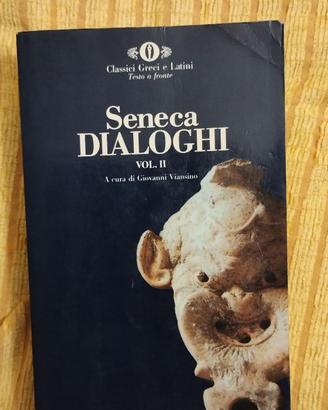 Classici Greci e Latini
Testo a fronte
Seneca
DIALOGHI
VOL. II
A cura di Giovanni Viansino